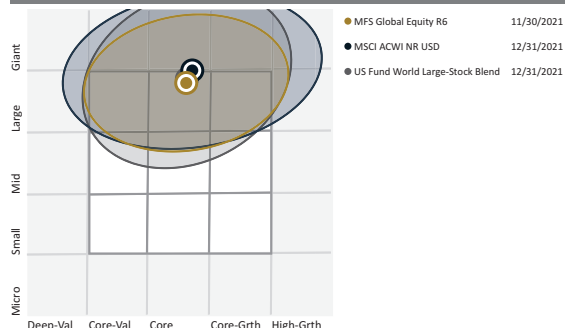 MFS Global Equity R6 11/30/2021
MSCI ACWI NR USD 12/31/2021
US Fund World Large-Stock Blend 12/31/2021
Giant
Large
Mid
Small
Micro
Deep-Val Core-Val Core Core-Grth High-Grth